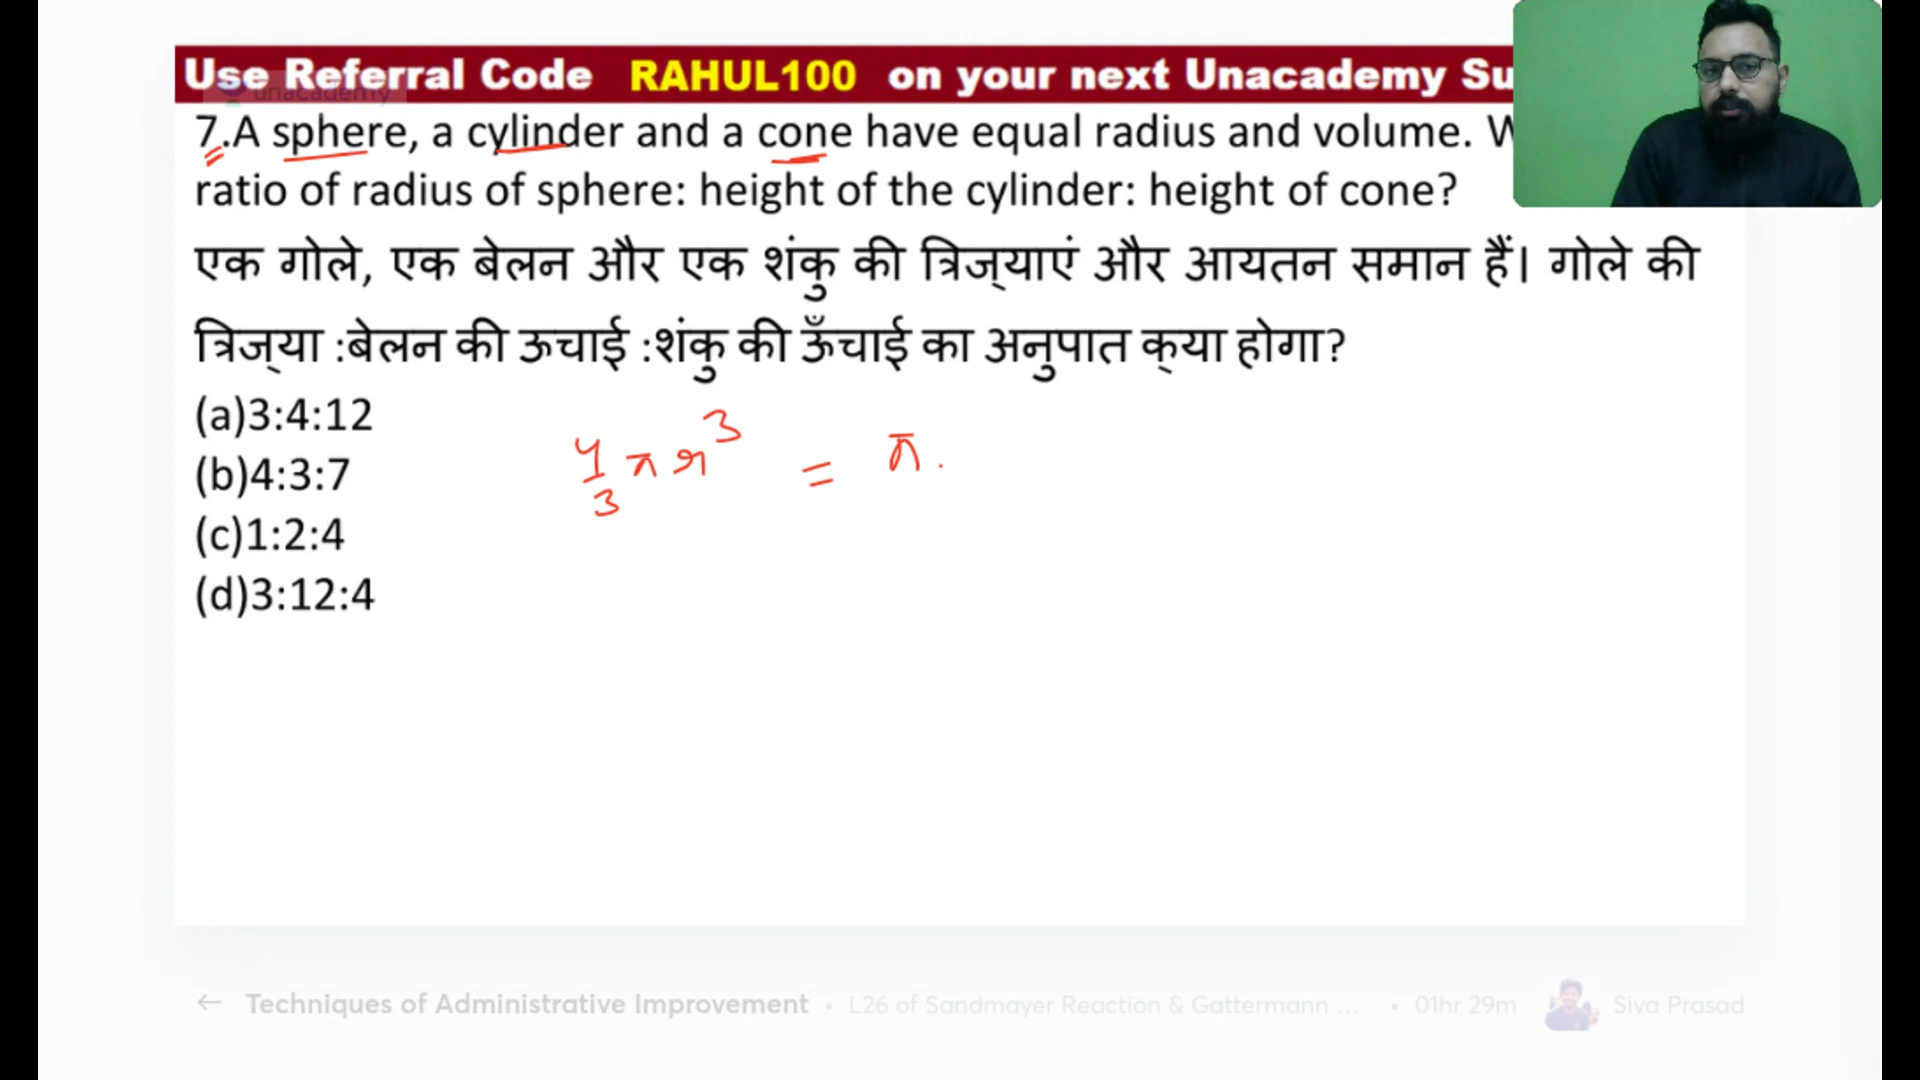 Use Referral Code RAHUL100 on your next Unacademy Su
unacademy
7.A sphere, a cylinder and a cone have equal radius and volume.
ratio of radius of sphere: height of the cylinder: height of cone?
एक गोले, एक बेलन और एक शंकु की त्रिज्याएं और आयतन समान हैं। गोले की
त्रिज्या :बेलन की ऊचाई :शंकु की ऊँचाई का अनुपात क्या होगा?
(a)3:4:12
(b)4:3:7
(c)1:2:4
(d)3:12:4
4/3 π r³ = π.
← Techniques of Administrative Improvement • L26 of Sandmayer Reaction & Gattermann ... • 01hr 29m Siva Prasad